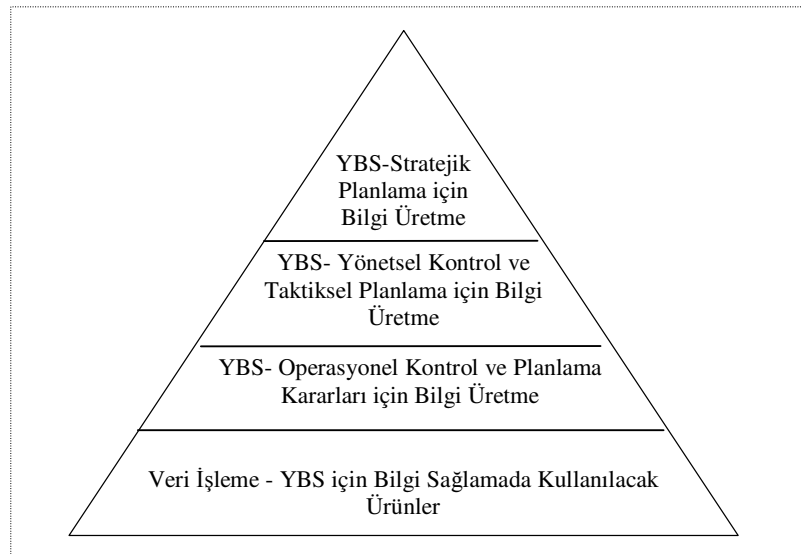 YBS-Stratejik
Planlama için
Bilgi Üretme
YBS- Yönetsel Kontrol ve
Taktiksel Planlama için Bilgi
Üretme
YBS- Operasyonel Kontrol ve Planlama
Kararları için Bilgi Üretme
Veri İşleme - YBS için Bilgi Sağlamada Kullanılacak
Ürünler